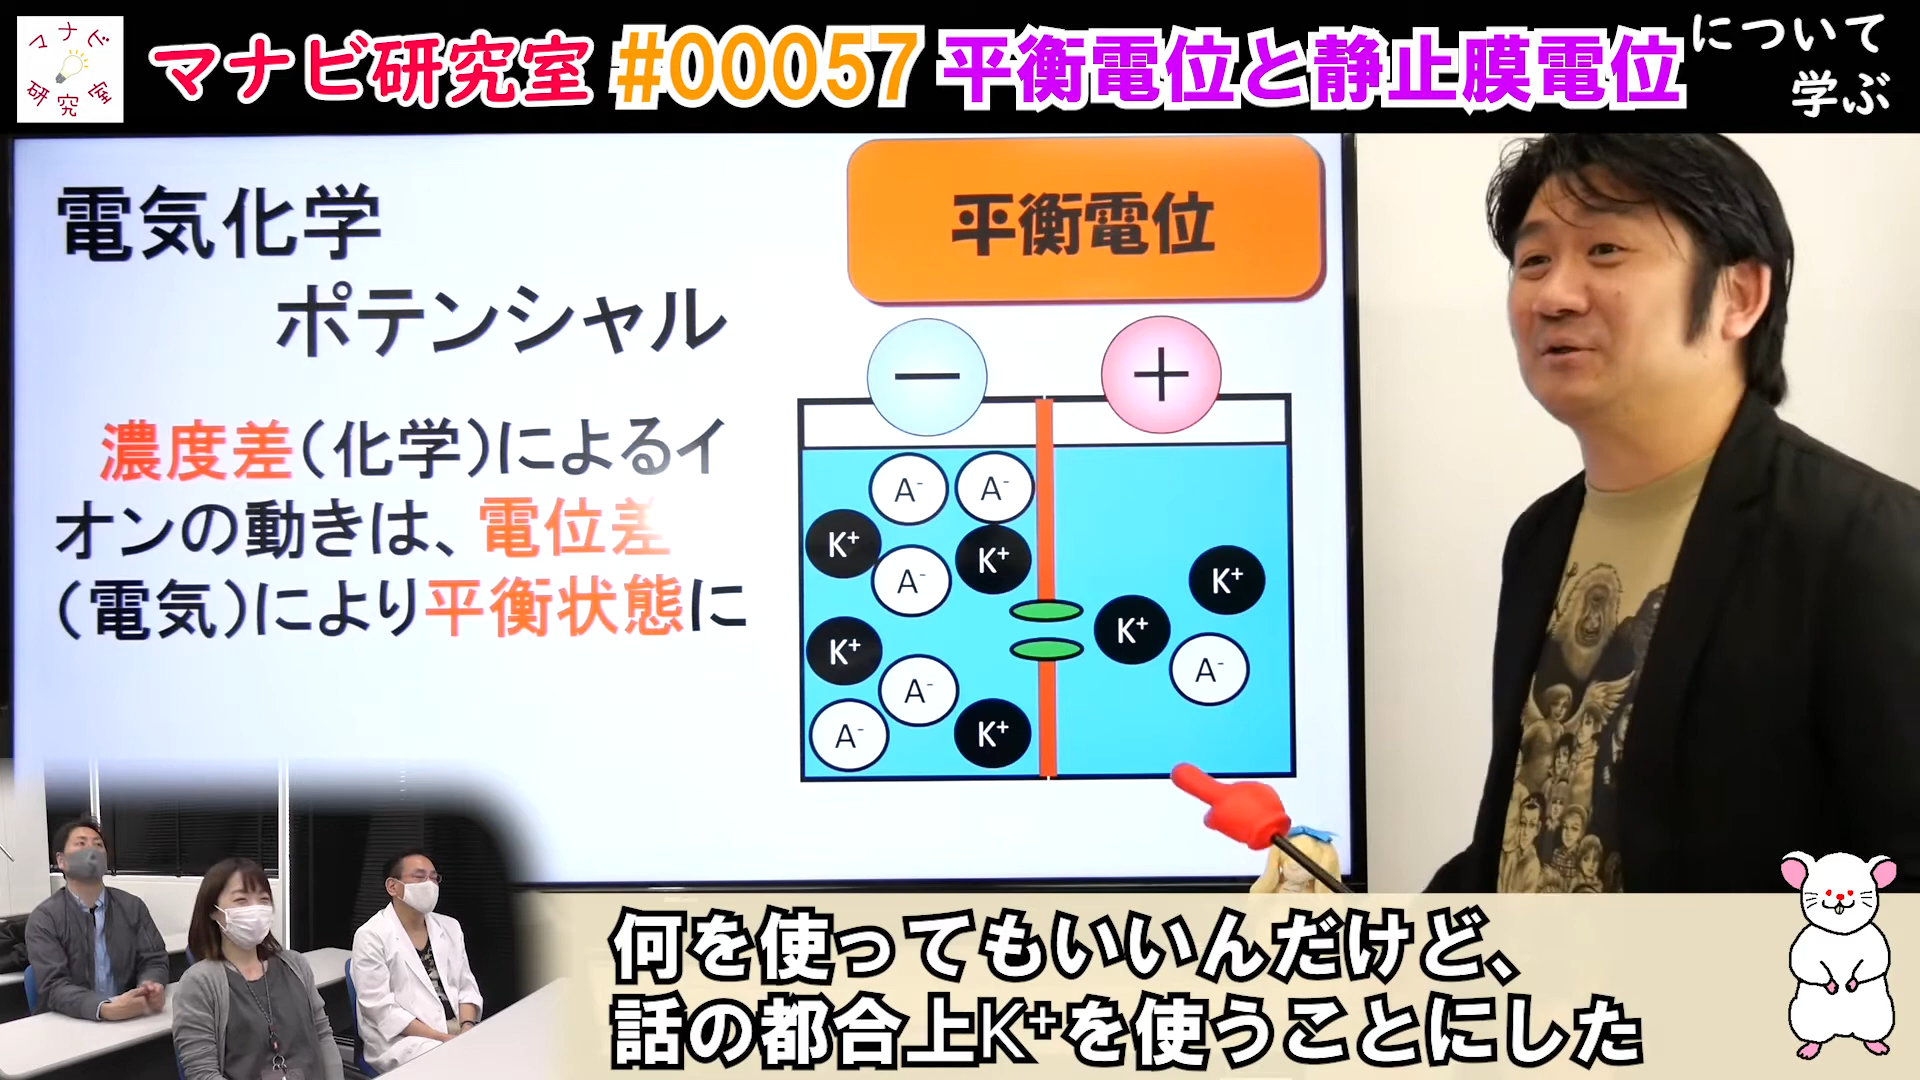 マナビ
研究室
マナビ研究室 #00057 平衡電位と静止膜電位について学ぶ
電気化学
ポテンシャル
濃度差(化学)によるイ
オンの動きは、電位差
(電気)により平衡状態に
平衡電位
－ ＋
A- A-
K+ K+
A-
K+
K+
K+
A-
A-
A-
K+
何を使ってもいいんだけど、
話の都合上K+を使うことにした